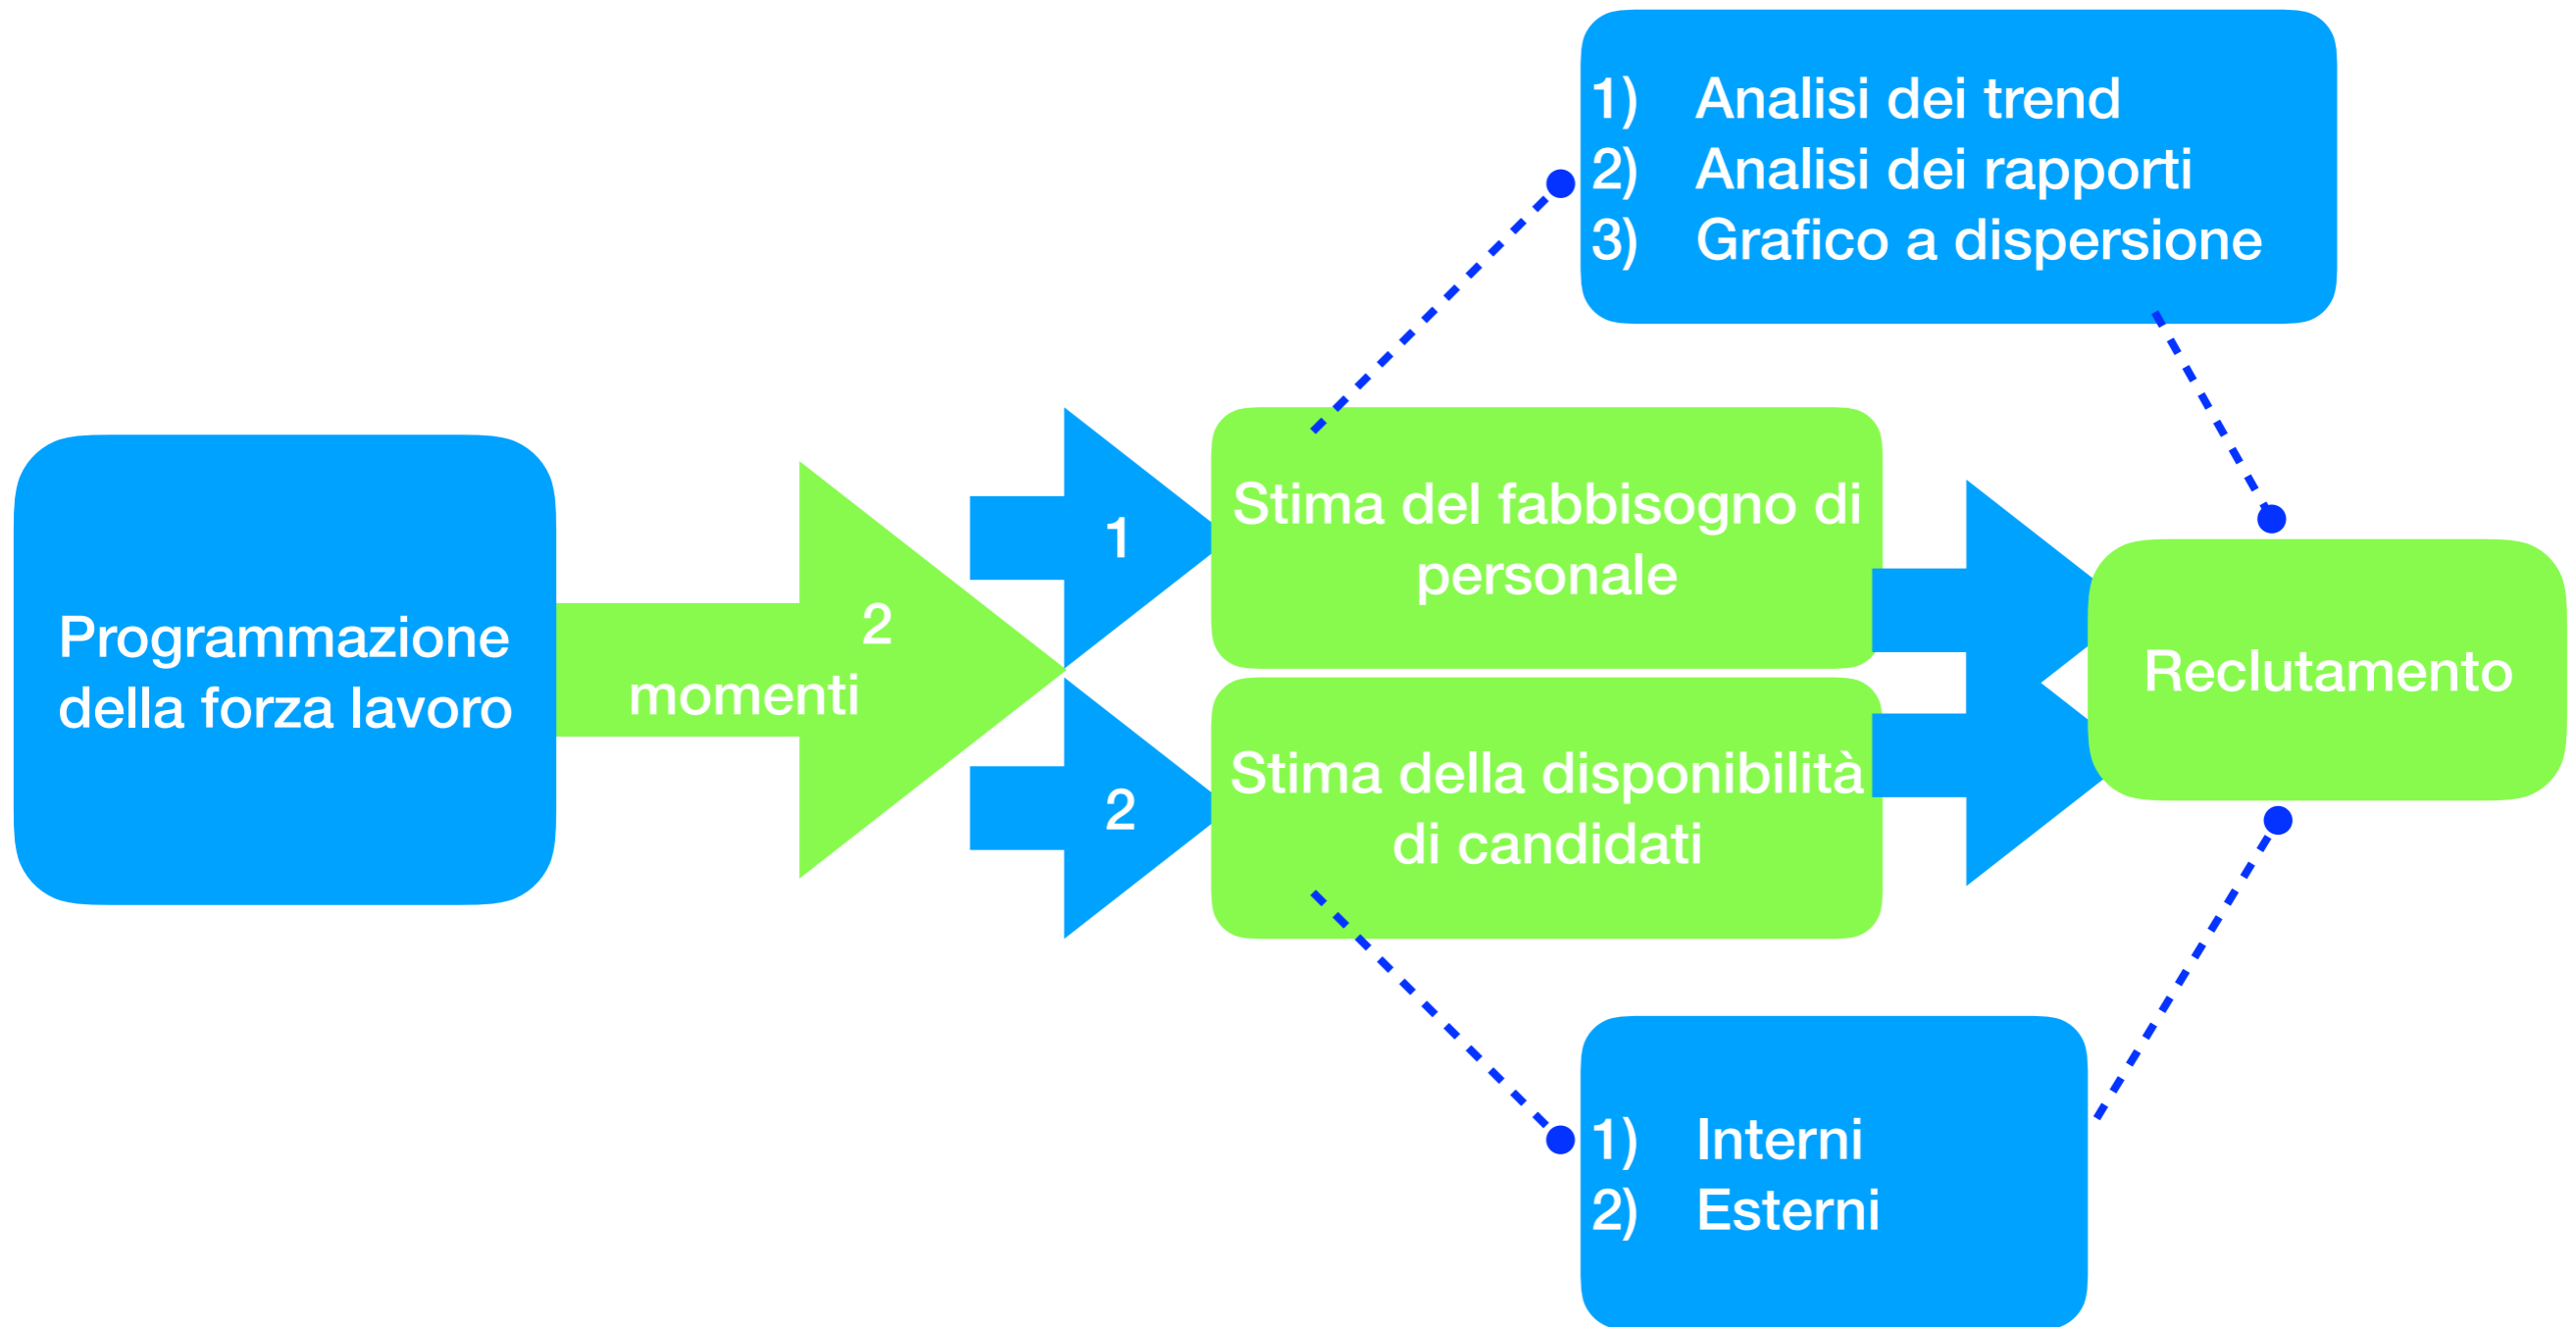 Programmazione
della forza lavoro
2
momenti
1
Stima del fabbisogno di
personale
1) Analisi dei trend
2) Analisi dei rapporti
3) Grafico a dispersione
2
Stima della disponibilità
di candidati
1) Interni
2) Esterni
Reclutamento